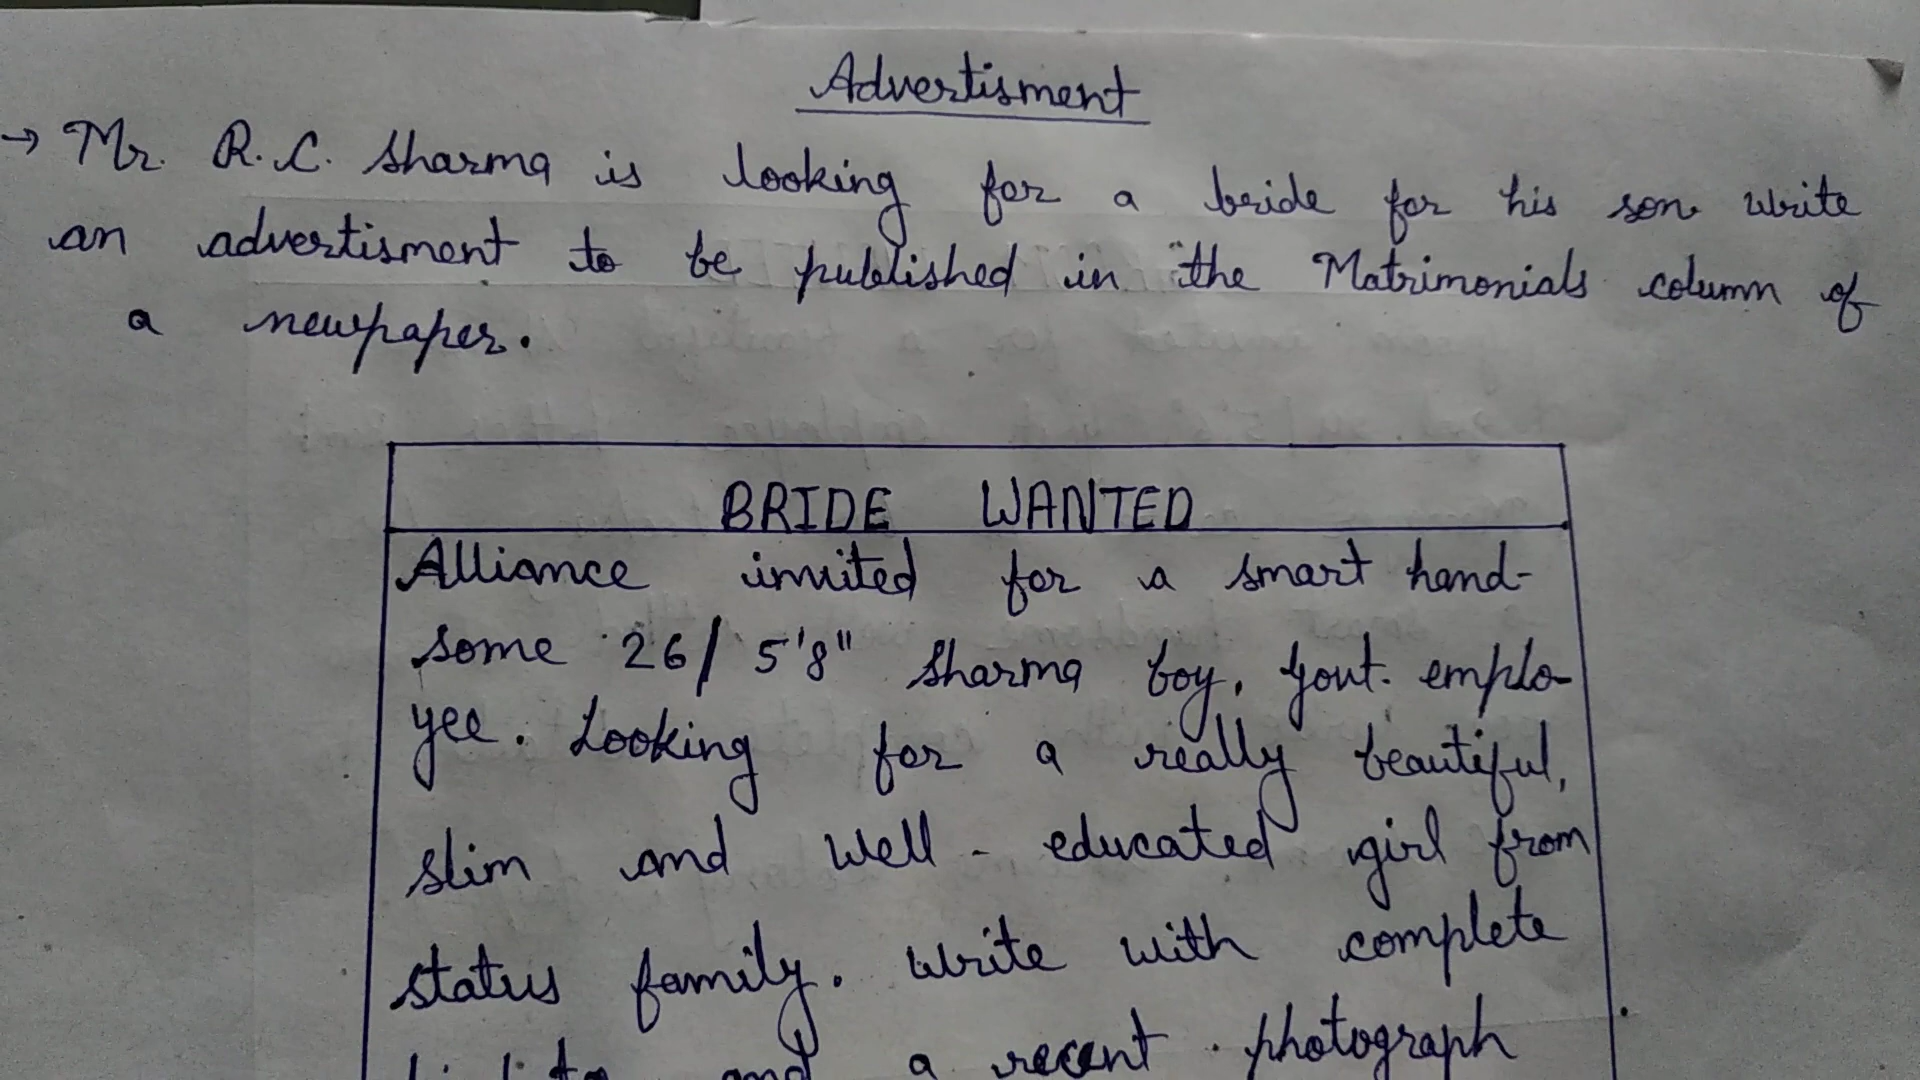 Advertisment
→ Mr. R.C. Sharma is looking for a bride for his son. Write
an advertisment to be published in the Matrimonials column of
a newpaper.
BRIDE WANTED
Alliance invited for a smart hand-
some 26/ 5'8" Sharma boy, Govt. emplo-
yee. Looking for a really beautiful,
slim and well - educated girl from
status family. Write with complete
and a recent photograph